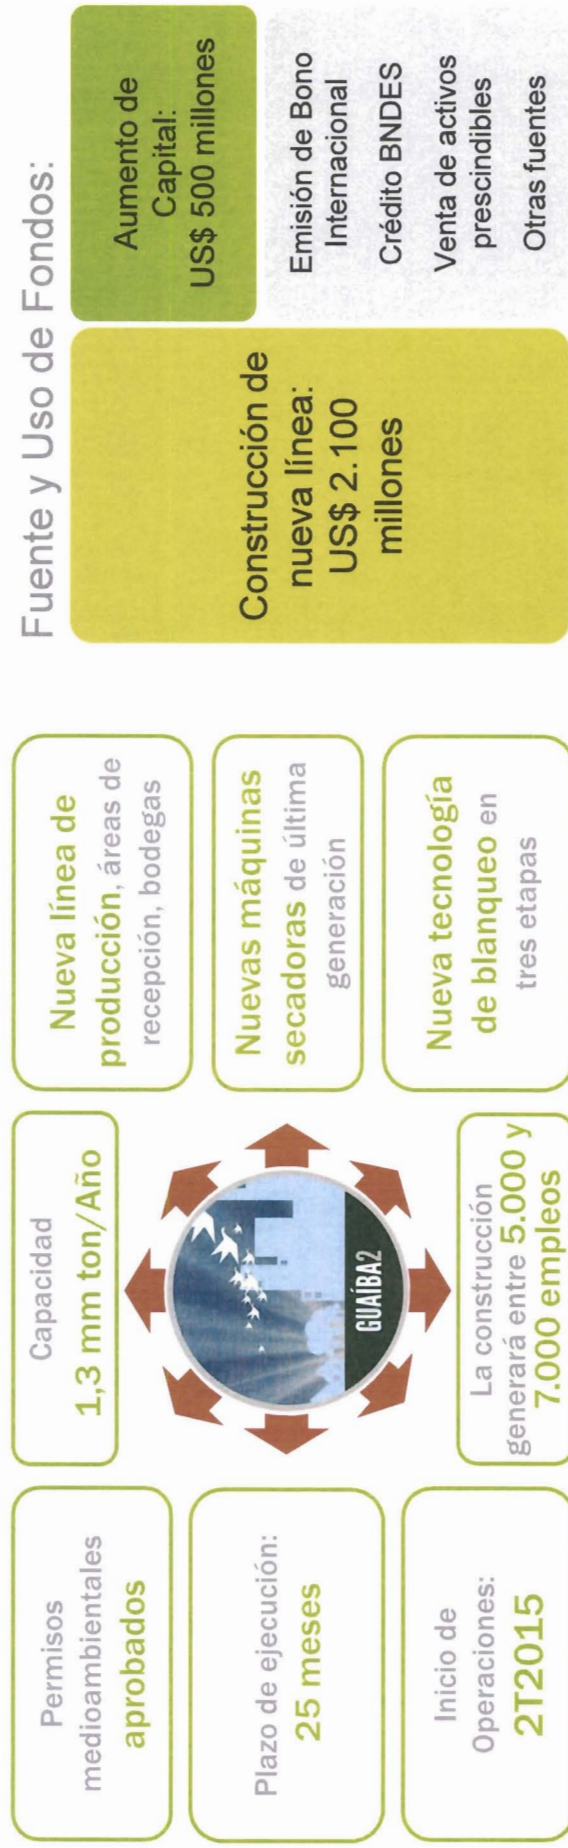 Permisos
medioambientales
aprobados
Plazo de ejecución:
25 meses
Inicio de
Operaciones:
2T2015
Capacidad
1,3 mm ton/Año
GUAÍBA2
La construcción
generará entre 5.000 y
7.000 empleos
Nueva línea de
producción, áreas de
recepción, bodegas
Nuevas máquinas
secadoras de última
generación
Nueva tecnología
de blanqueo en
tres etapas
Fuente y Uso de Fondos:
Construcción de
nueva línea:
US$ 2.100
millones
Aumento de
Capital:
US$ 500 millones
Emisión de Bono
Internacional
Crédito BNDES
Venta de activos
prescindibles
Otras fuentes